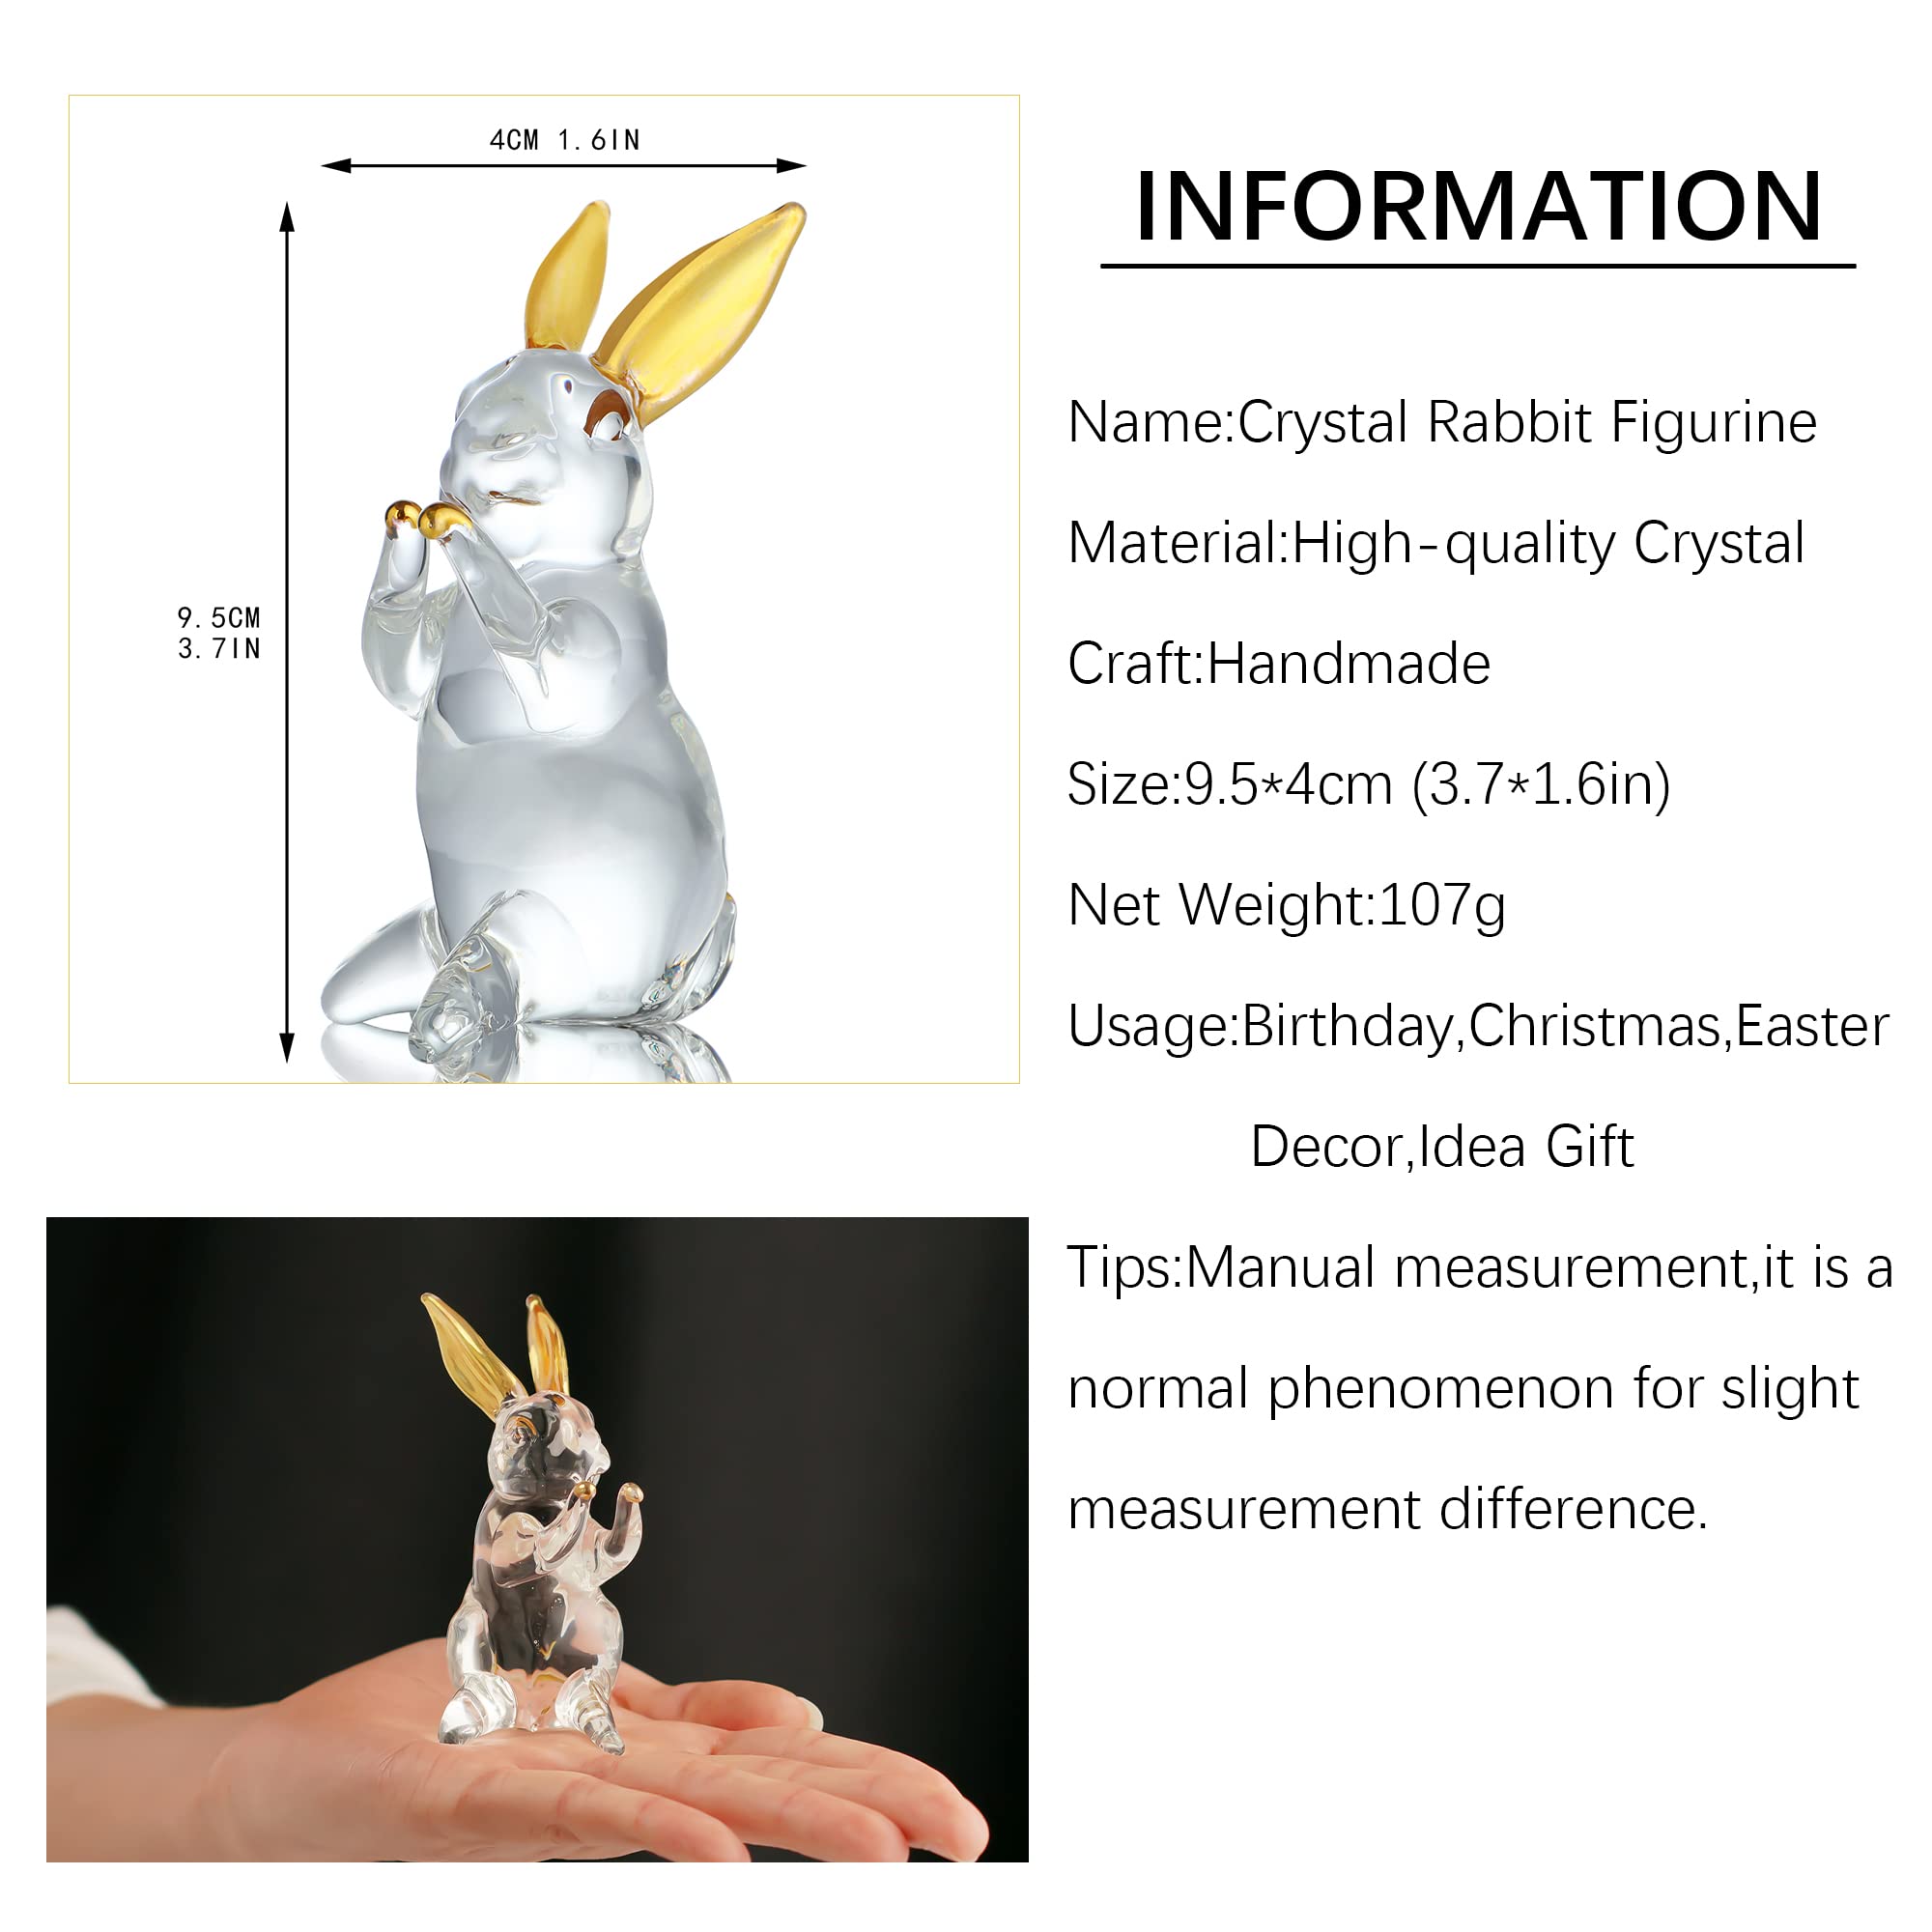 4CM 1.6IN
9.5CM
3.7IN
INFORMATION
Name:Crystal Rabbit Figurine
Material:High-quality Crystal
Craft:Handmade
Size:9.5*4cm (3.7*1.6in)
Net Weight:107g
Usage:Birthday,Christmas,Easter
Decor,Idea Gift
Tips:Manual measurement,it is a
normal phenomenon for slight
measurement difference.